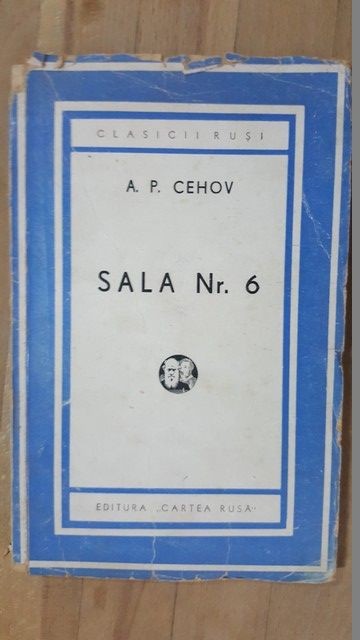 CLASICII RUȘI
A. P. CEHOV
SALA Nr. 6
EDITURA „CARTEA RUSĂ"